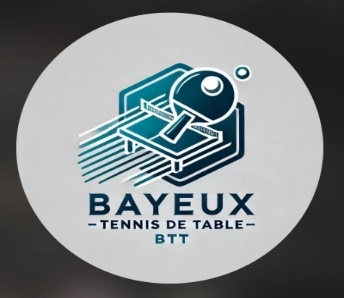 BAYEUX
-TENNIS DE TABLE-
BTT